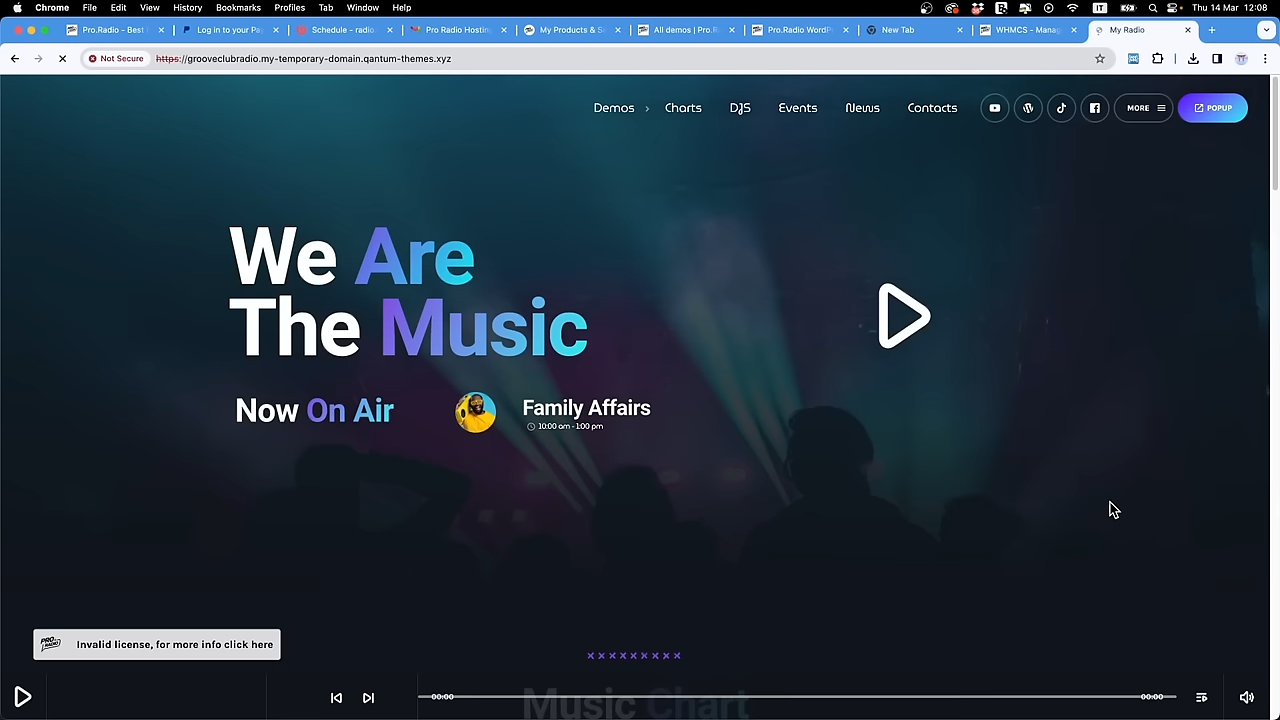 Chrome File Edit View History Bookmarks Profiles Tab Window Help IT Thu 14 Mar 12:08
Pro.Radio - Best Log in to your Pa Schedule – radio Pro Radio Hosting My Products & S All demos | Pro.R Pro.Radio WordP New Tab WHMCS – Manag My Radio
Not Secure https://grooveclubradio.my-temporary-domain.qantum-themes.xyz
Demos Charts DJS Events News Contacts MORE POPUP
We Are
The Music
Now On Air
Family Affairs
10:00 am - 1:00 pm
PRO RADIO Invalid license, for more info click here
Music Chart
00:00 00:00